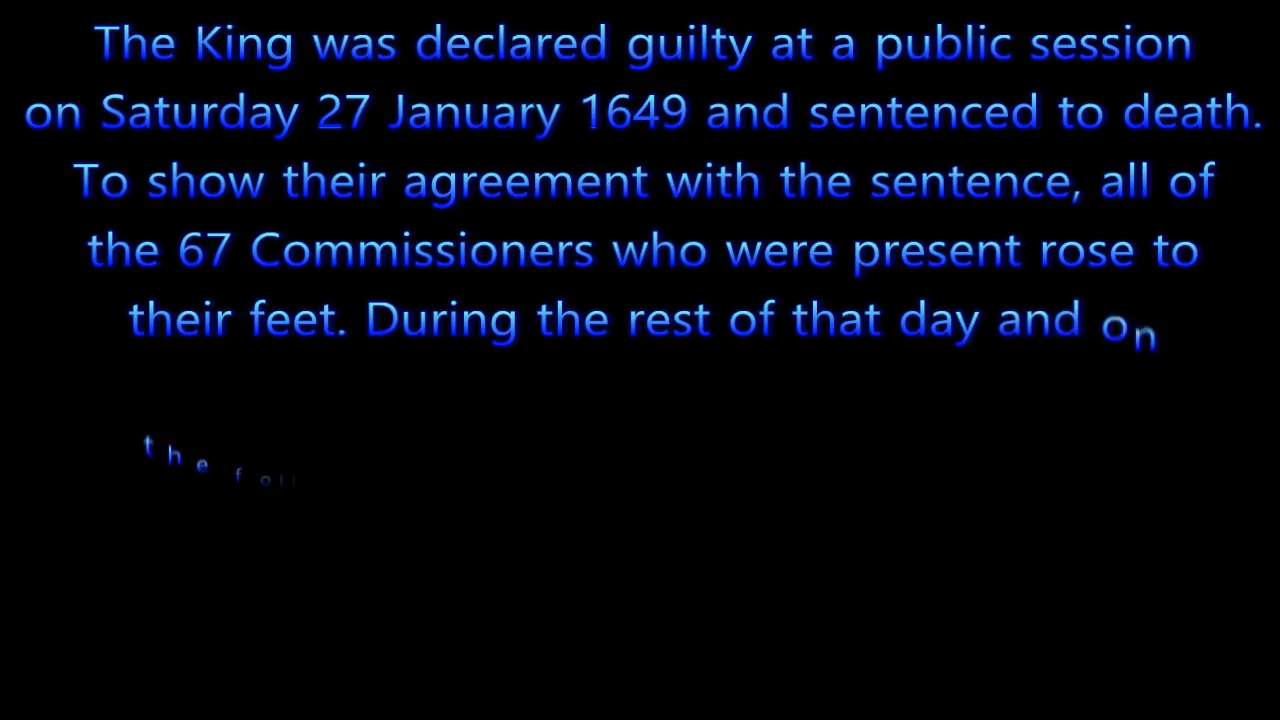 The King was declared guilty at a public session
on Saturday 27 January 1649 and sentenced to death.
To show their agreement with the sentence, all of
the 67 Commissioners who were present rose to
their feet. During the rest of that day and on
the